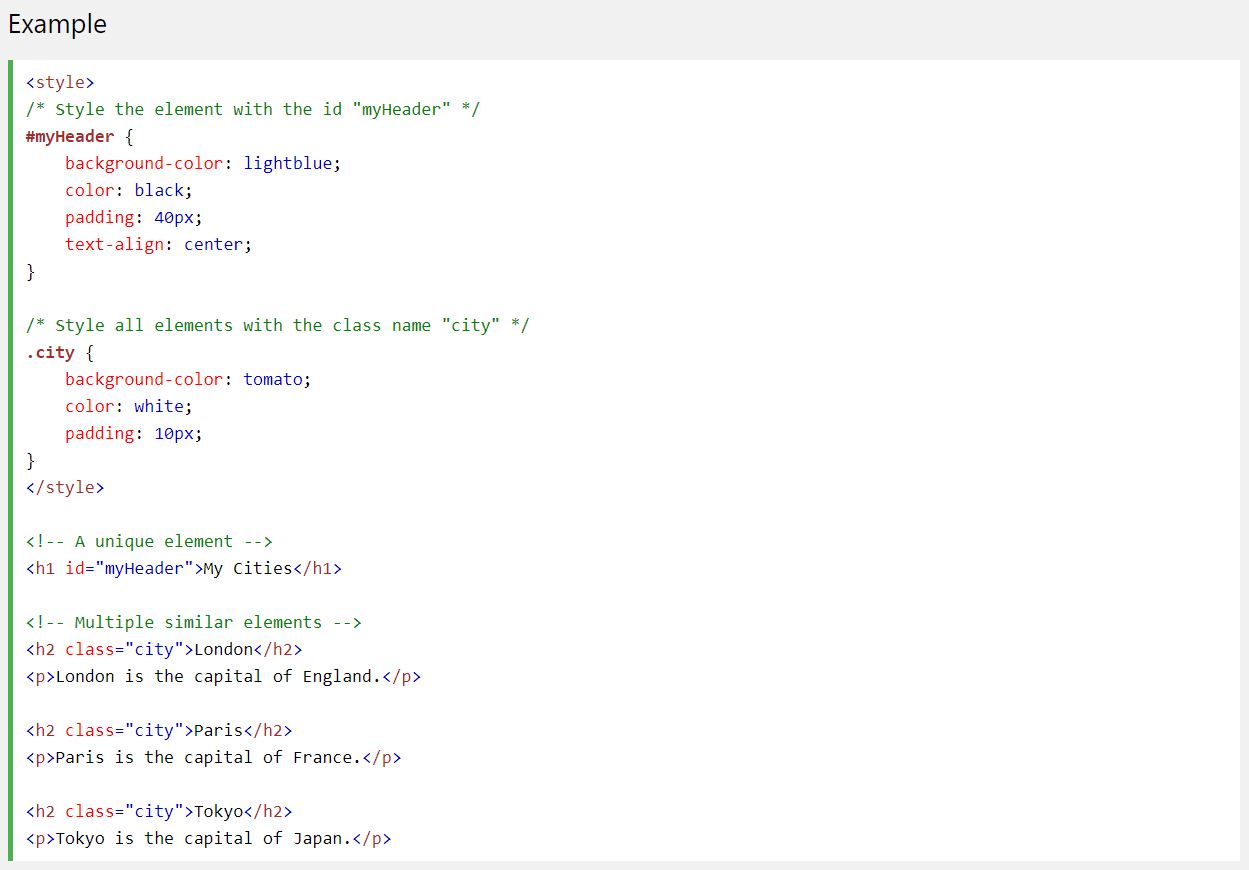 Example
<style>
/* Style the element with the id "myHeader" */
#myHeader {
    background-color: lightblue;
    color: black;
    padding: 40px;
    text-align: center;
}

/* Style all elements with the class name "city" */
.city {
    background-color: tomato;
    color: white;
    padding: 10px;
}
</style>

<!-- A unique element -->
<h1 id="myHeader">My Cities</h1>

<!-- Multiple similar elements -->
<h2 class="city">London</h2>
<p>London is the capital of England.</p>

<h2 class="city">Paris</h2>
<p>Paris is the capital of France.</p>

<h2 class="city">Tokyo</h2>
<p>Tokyo is the capital of Japan.</p>